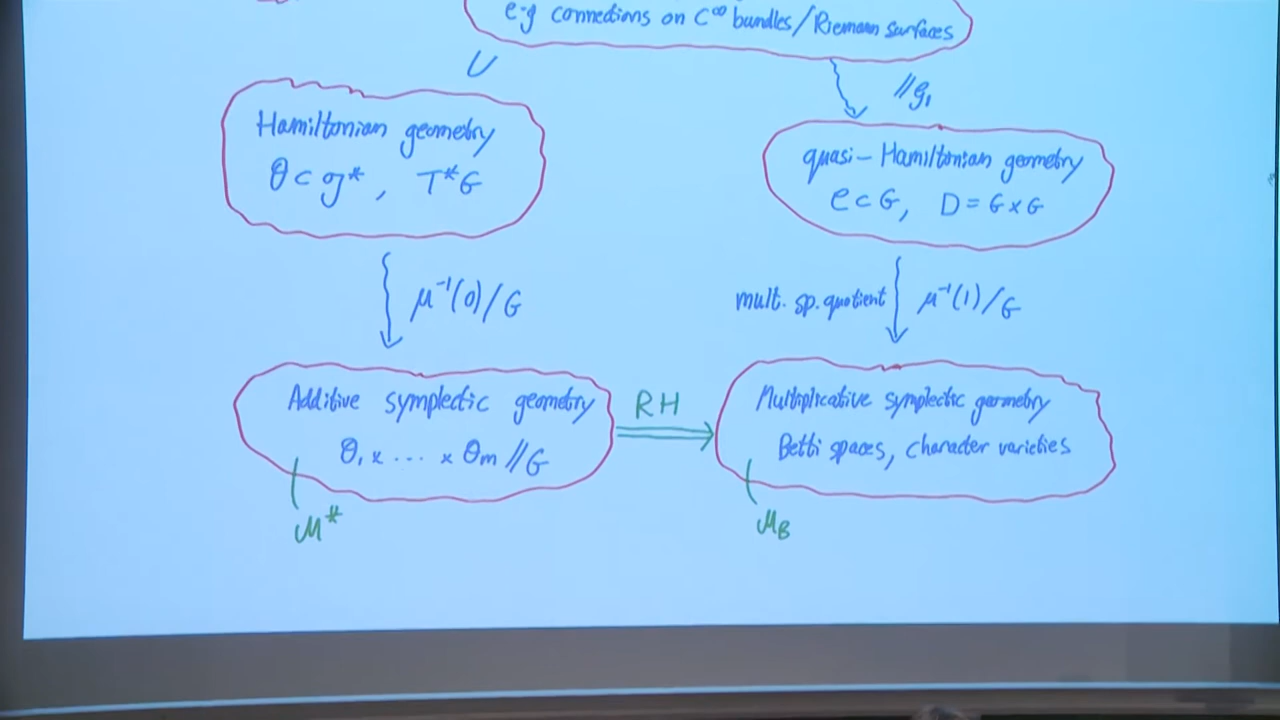 e.g connections on C∞ bundles/Riemann surfaces
∪
//G₁
Hamiltonian geometry
O ⊂ g*, T*G
quasi-Hamiltonian geometry
C ⊂ G, D = G × G
μ⁻¹(0)/G
mult. sp. quotient μ⁻¹(1)/G
Additive symplectic geometry
O₁ × ... × Om//G
RH
Multiplicative symplectic geometry
Betti spaces, character varieties
M*
MB